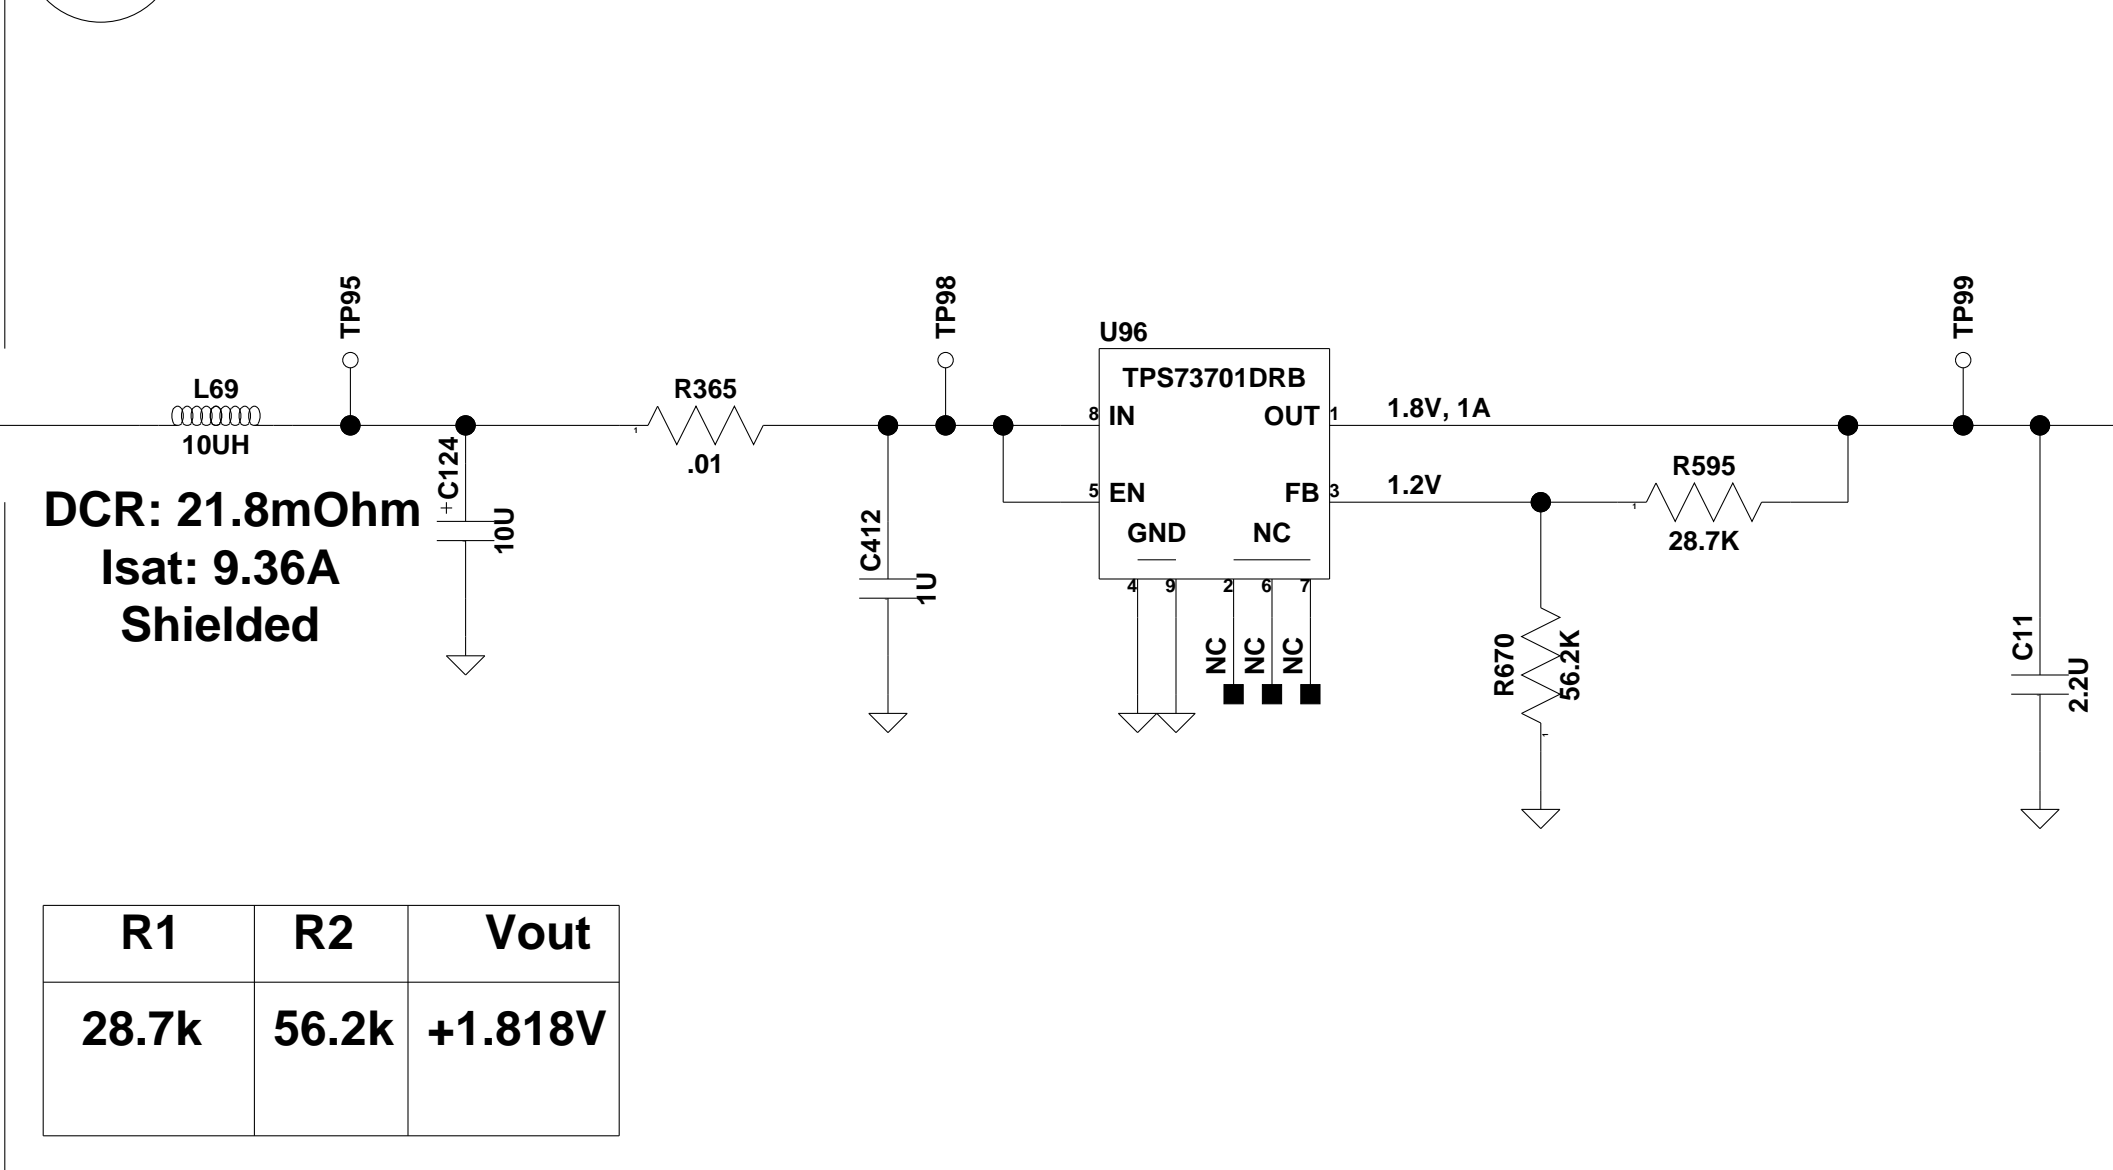 TP95
TP98
TP99
U96
TPS73701DRB
L69
10UH
R365
1
.01
8
IN
OUT
1
1.8V, 1A
5
EN
FB
3
1.2V
GND
NC
4
9
2
6
7
NC
NC
NC
+
C124
10U
C412
1U
R595
1
28.7K
R670
56.2K
1
C11
2.2U
DCR: 21.8mOhm
Isat: 9.36A
Shielded
R1
R2
Vout
28.7k
56.2k
+1.818V